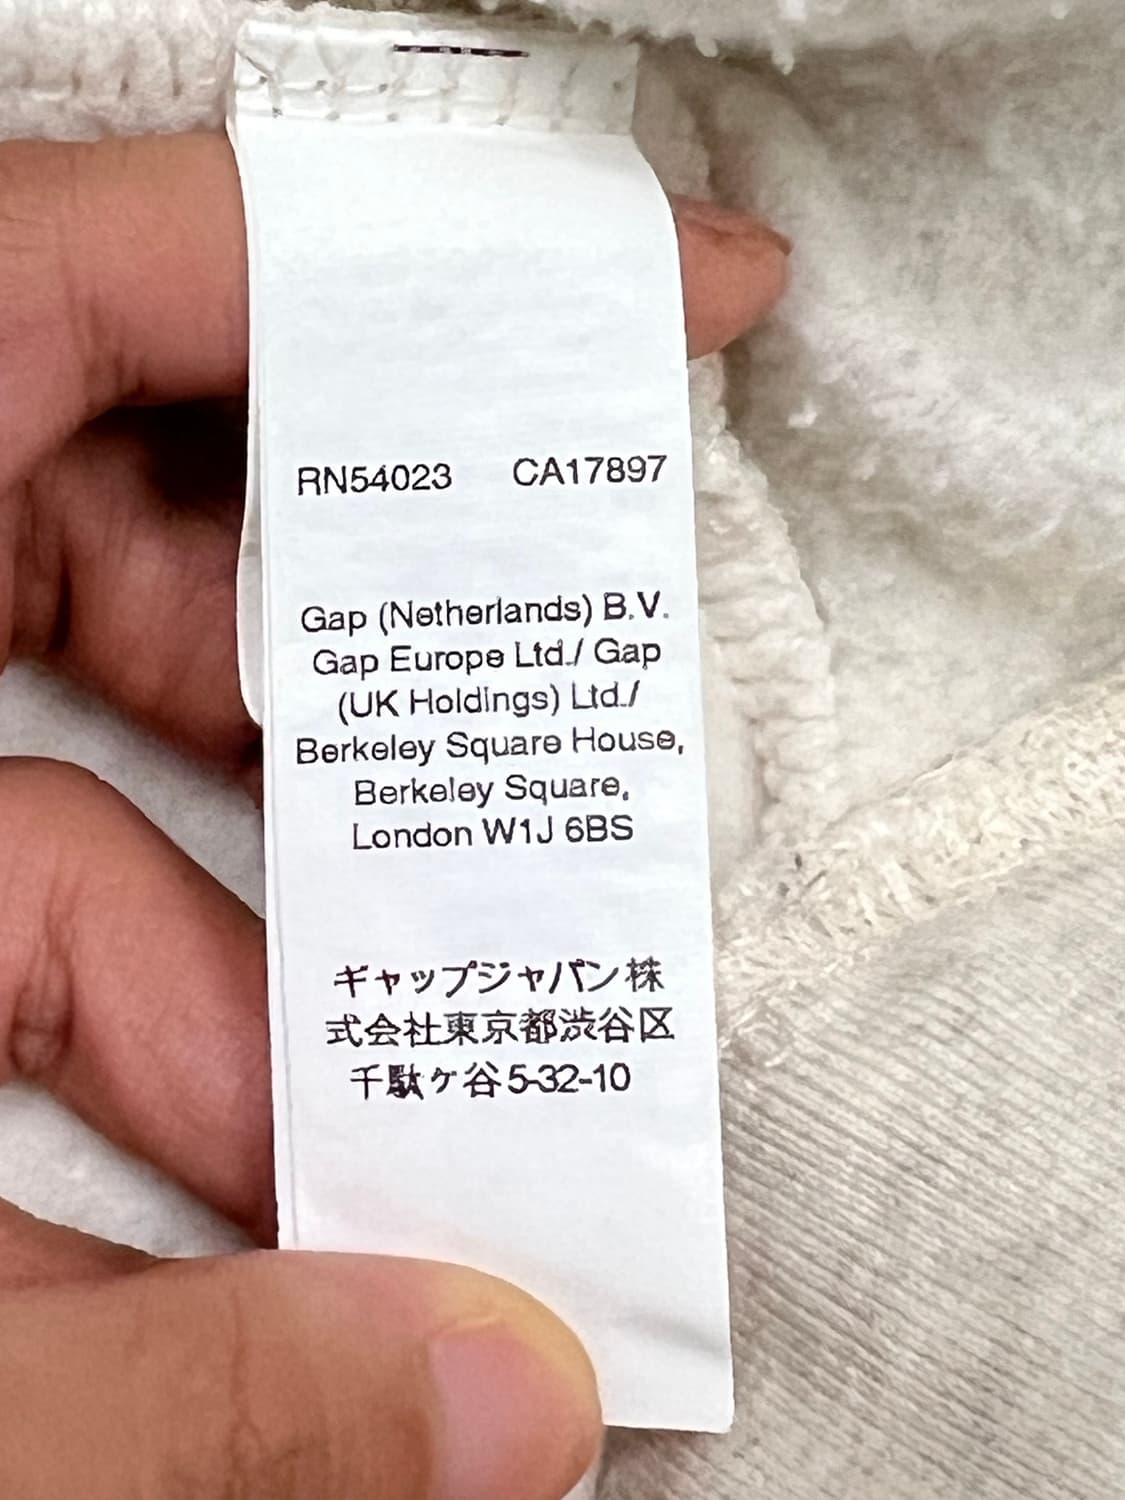 RN54023 CA17897
Gap (Netherlands) B.V.
Gap Europe Ltd./ Gap
(UK Holdings) Ltd./
Berkeley Square House,
Berkeley Square,
London W1J 6BS
ギャップジャパン株
式会社東京都渋谷区
千駄ケ谷5-32-10